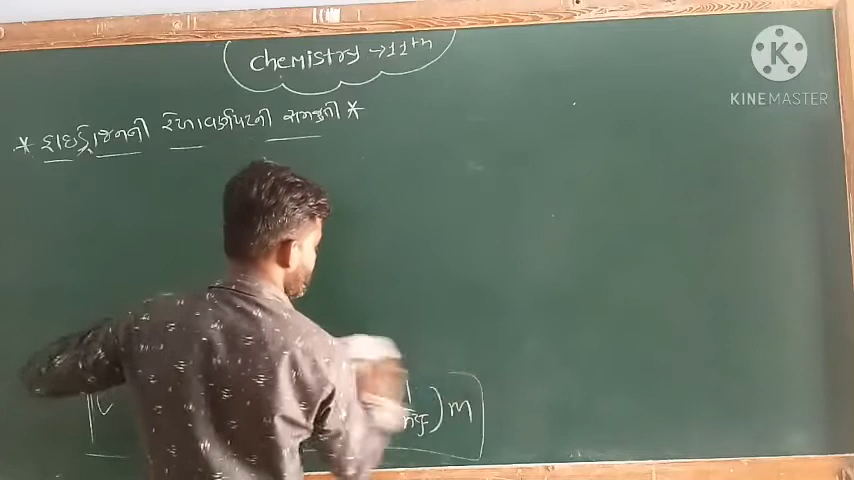 Chemistry → 11th
K
KINEMASTER
* હાઇડ્રોજનની રેખાવર્ણપટની સમજુતી *
) m